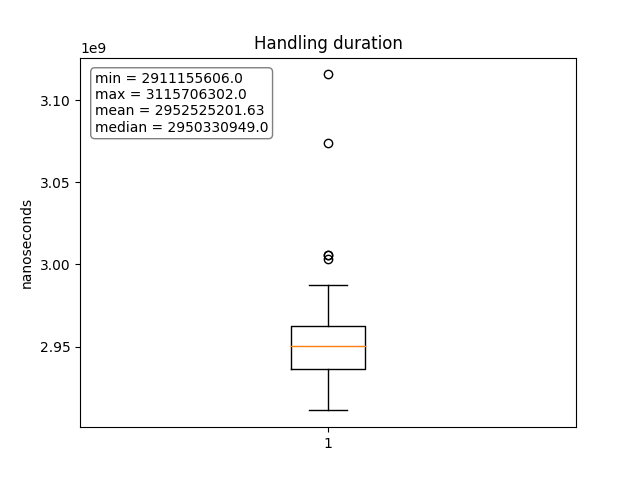 Handling duration
1e9
min = 2911155606.0
max = 3115706302.0
mean = 2952525201.63
median = 2950330949.0
3.10
3.05
3.00
2.95
nanoseconds
1